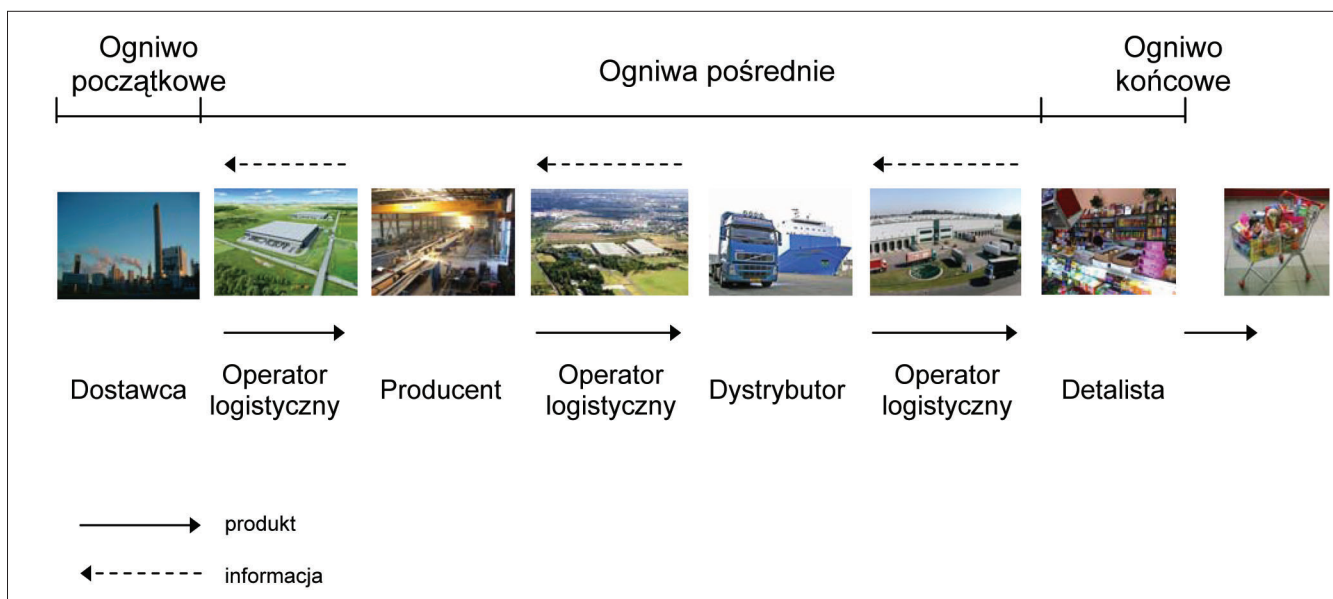 Ogniwo
początkowe
Ogniwa pośrednie
Ogniwo
końcowe
Dostawca
Operator
logistyczny
Producent
Operator
logistyczny
Dystrybutor
Operator
logistyczny
Detalista
produkt
informacja